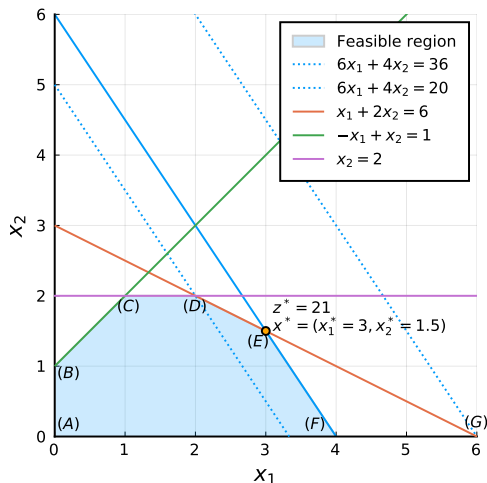 6
5
4
3
2
1
0
x₂
Feasible region
6x₁ + 4x₂ = 36
6x₁ + 4x₂ = 20
x₁ + 2x₂ = 6
−x₁ + x₂ = 1
x₂ = 2
(C)
(D)
z* = 21
x* = (x₁* = 3, x₂* = 1.5)
(E)
(B)
(A)
(F)
(G)
0 1 2 3 4 5 6
x₁